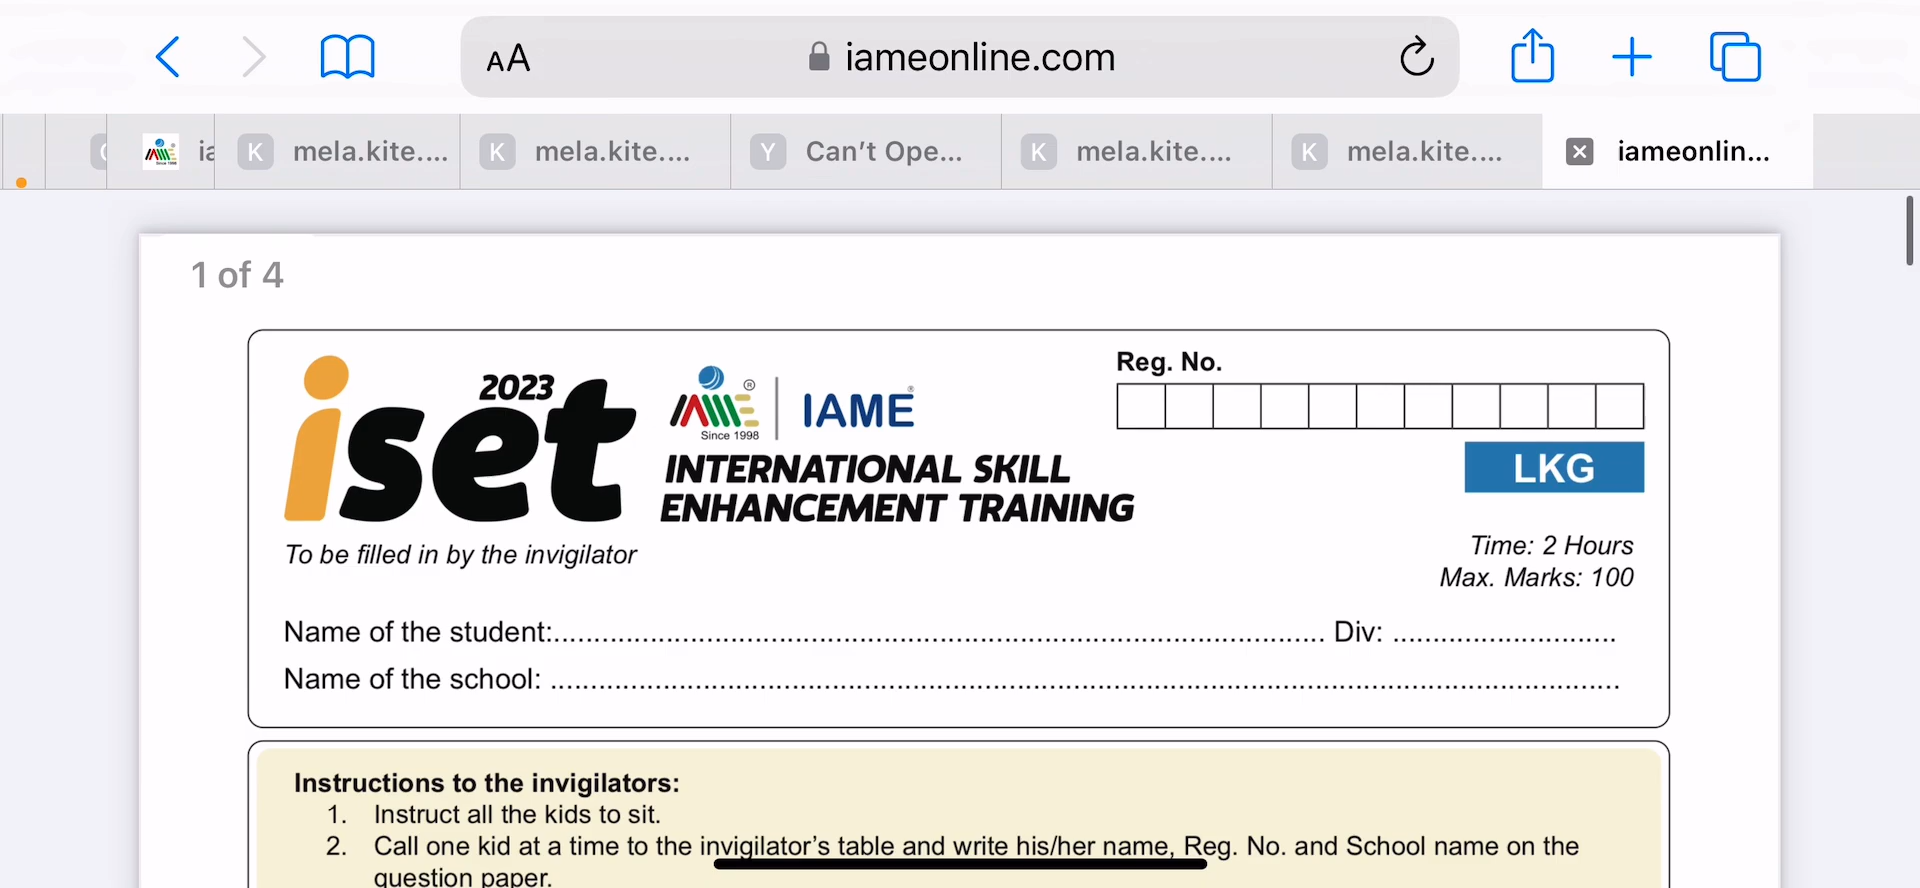 AA iameonline.com
ia K mela.kite.... K mela.kite.... Y Can't Ope... K mela.kite.... K mela.kite.... iameonlin...
1 of 4
2023
iset
IAME
Since 1998
IAME
INTERNATIONAL SKILL
ENHANCEMENT TRAINING
To be filled in by the invigilator
Reg. No.
LKG
Time: 2 Hours
Max. Marks: 100
Name of the student:.................................................................................................. Div: ............................
Name of the school: .........................................................................................................................................
Instructions to the invigilators:
1. Instruct all the kids to sit.
2. Call one kid at a time to the invigilator's table and write his/her name, Reg. No. and School name on the
question paper.